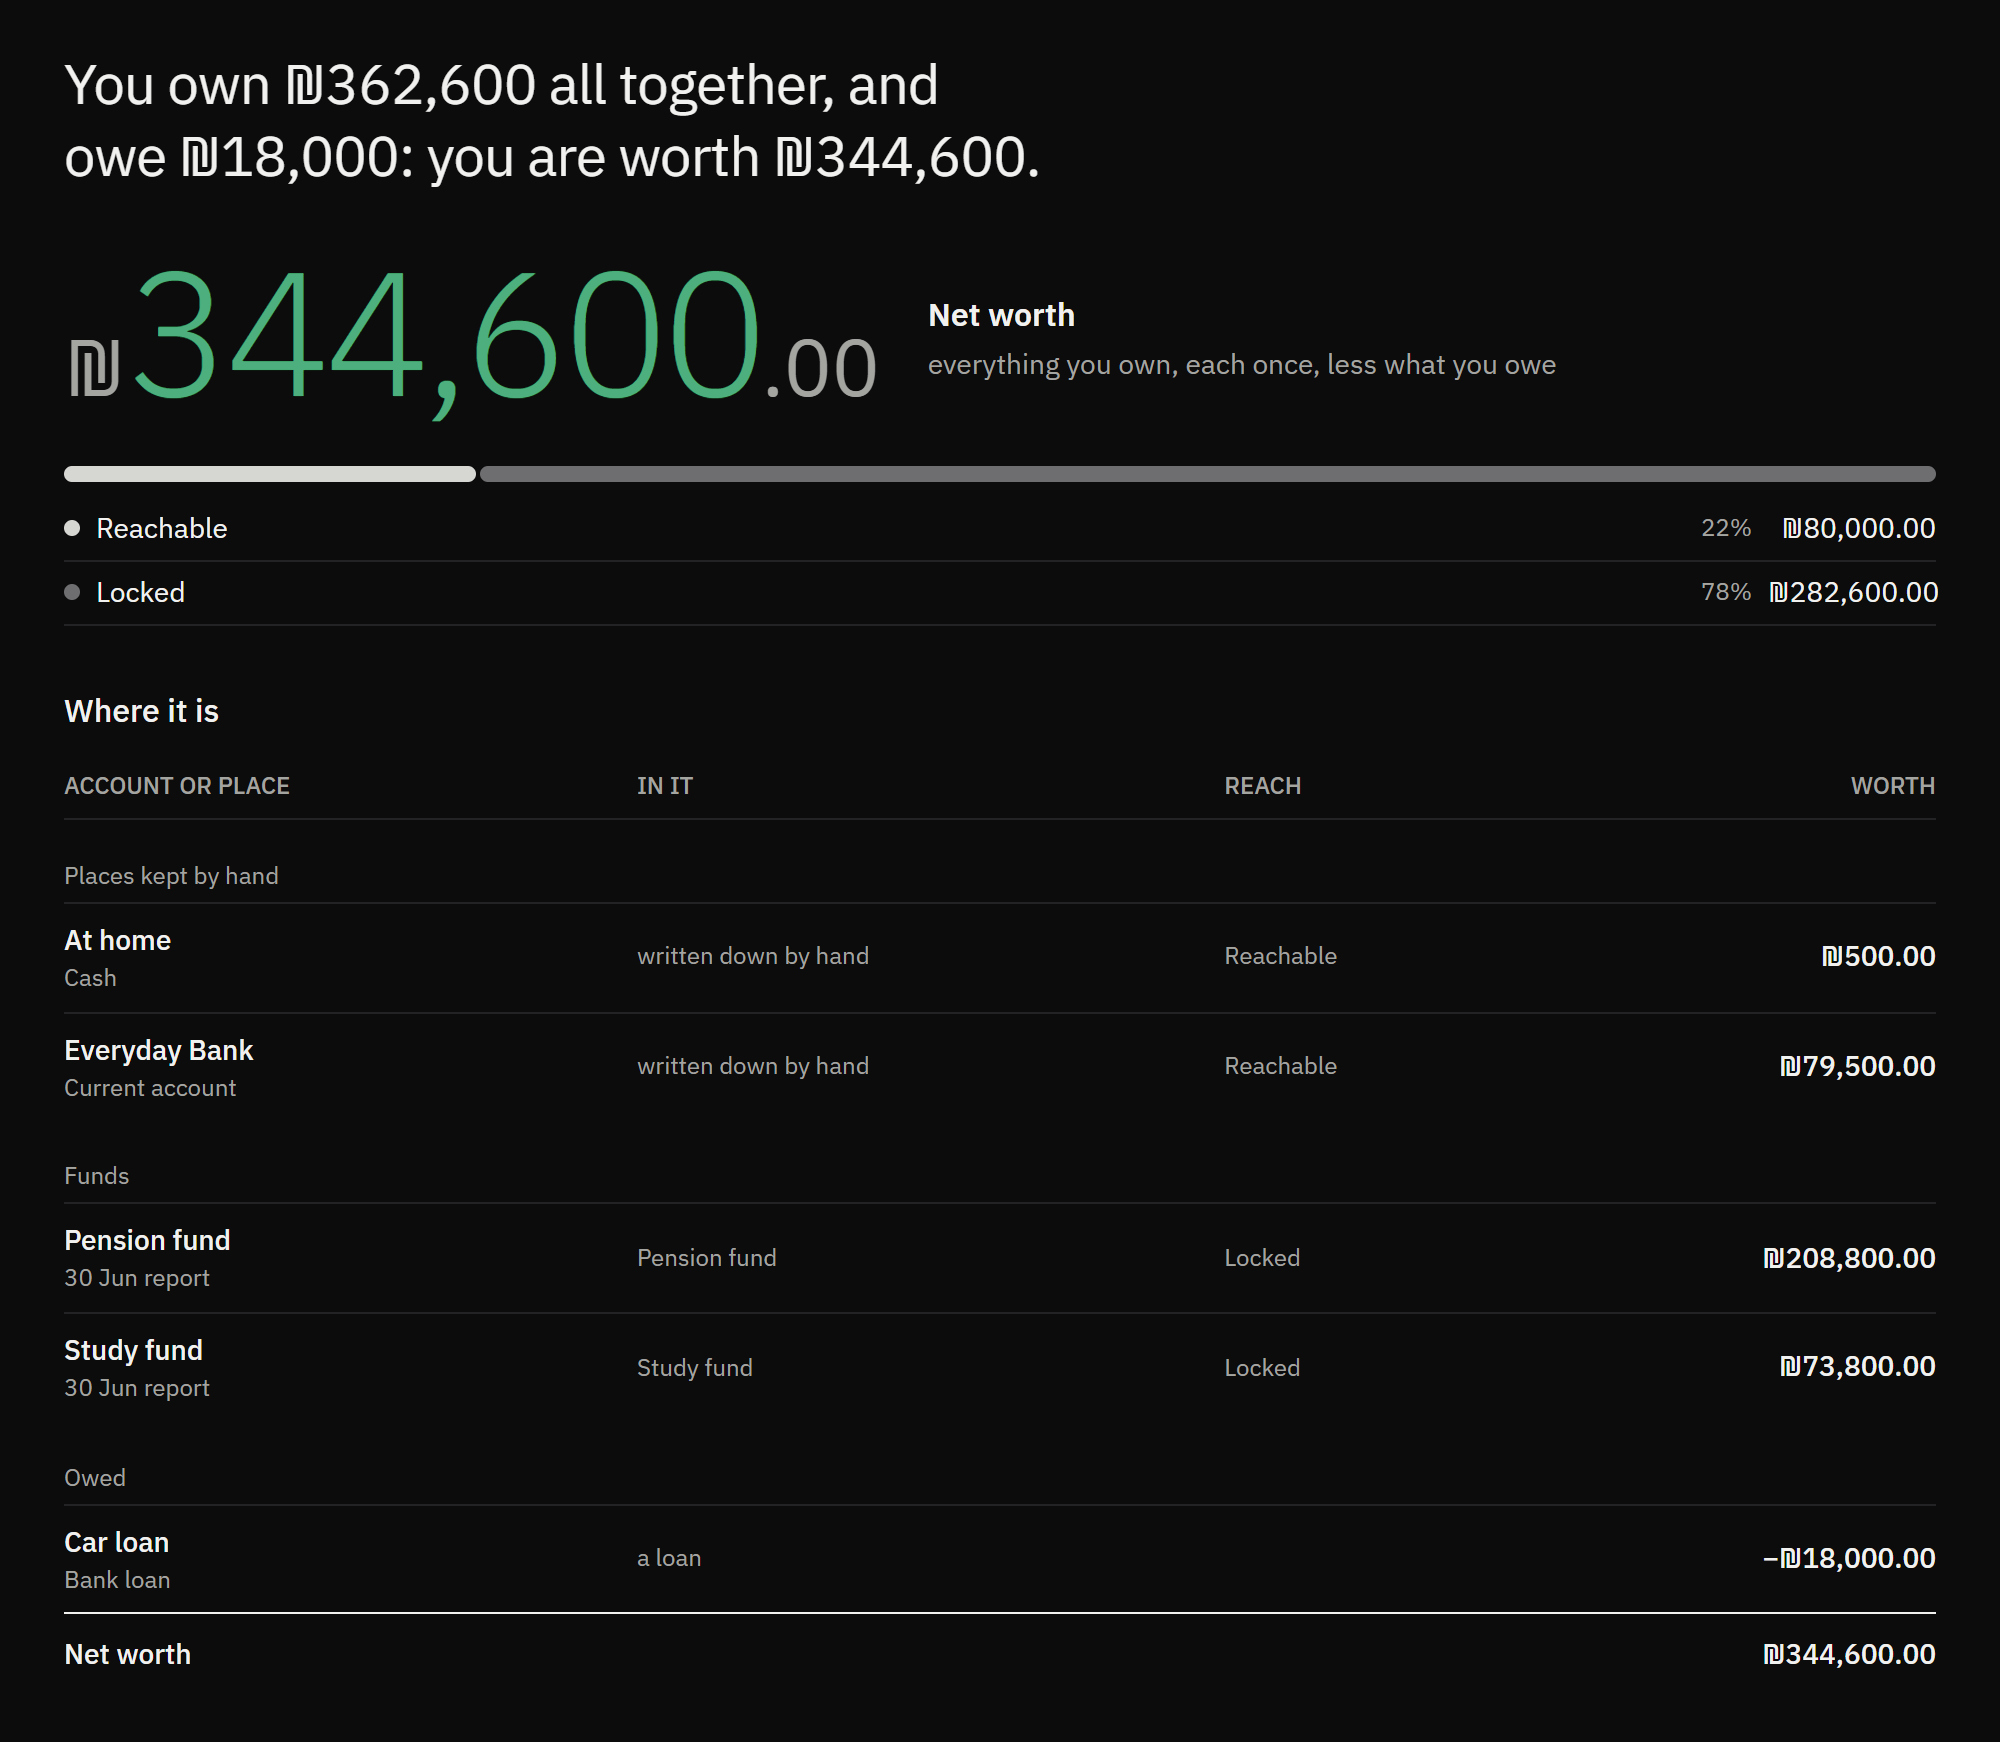 You own ₪362,600 all together, and
owe ₪18,000: you are worth ₪344,600.
₪344,600.00
Net worth
everything you own, each once, less what you owe
Reachable 22% ₪80,000.00
Locked 78% ₪282,600.00
Where it is
ACCOUNT OR PLACE IN IT REACH WORTH
Places kept by hand
At home
Cash
written down by hand Reachable ₪500.00
Everyday Bank
Current account
written down by hand Reachable ₪79,500.00
Funds
Pension fund
30 Jun report
Pension fund Locked ₪208,800.00
Study fund
30 Jun report
Study fund Locked ₪73,800.00
Owed
Car loan
Bank loan
a loan −₪18,000.00
Net worth ₪344,600.00